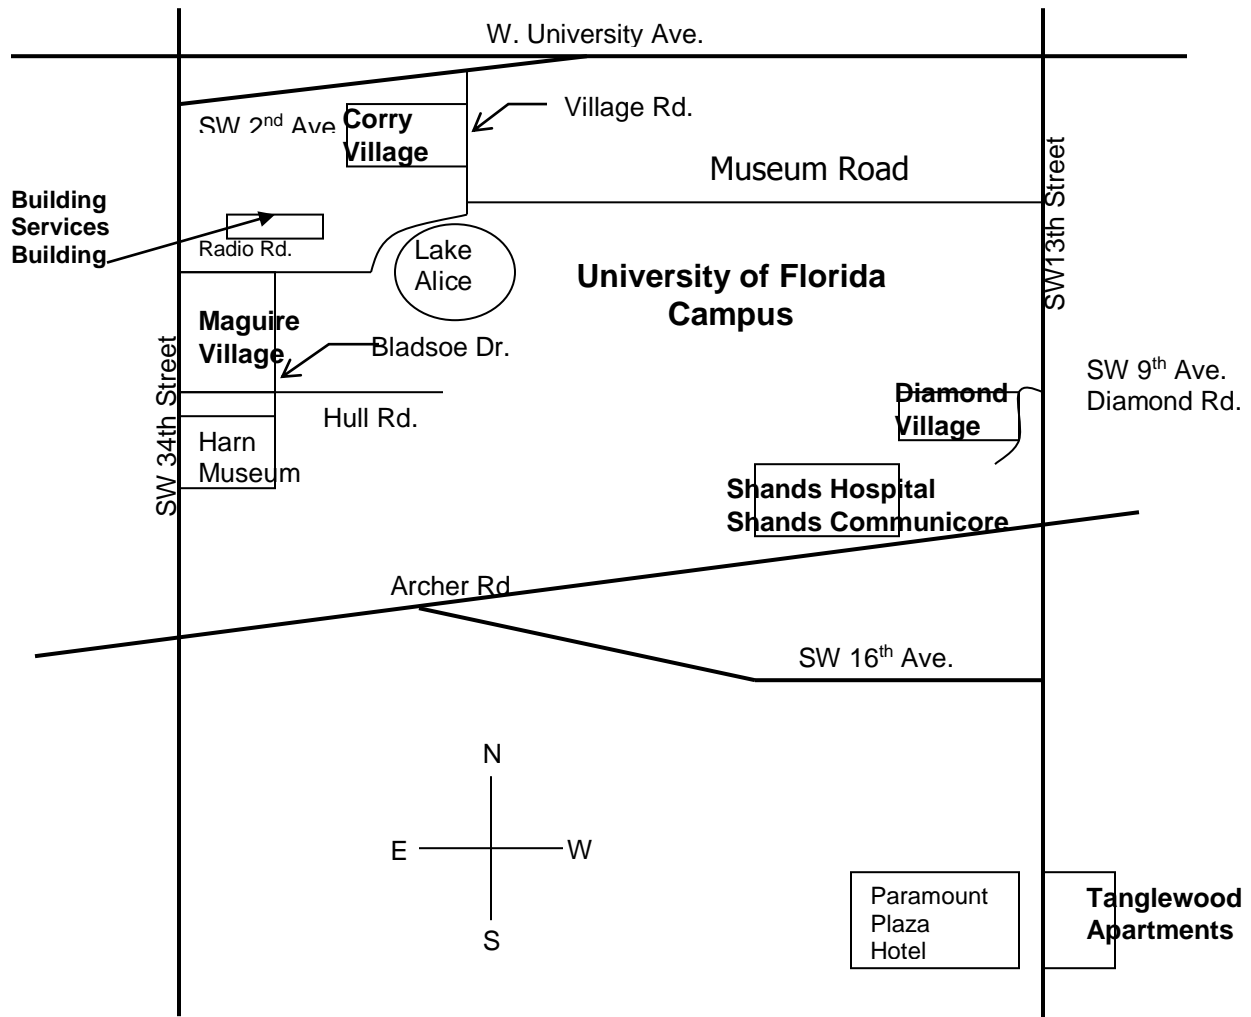 W. University Ave.
SW 2nd Ave
Corry
Village
Village Rd.
Museum Road
SW13th Street
Building
Services
Building
Radio Rd.
Lake
Alice
University of Florida
Campus
Maguire
Village
Bladsoe Dr.
SW 34th Street
Hull Rd.
Harn
Museum
Diamond
Village
SW 9th Ave.
Diamond Rd.
Shands Hospital
Shands Communicore
Archer Rd
SW 16th Ave.
N
E
W
S
Paramount
Plaza
Hotel
Tanglewood
Apartments